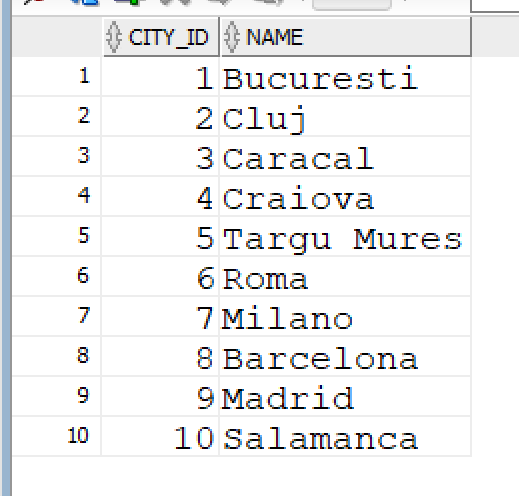 CITY_ID NAME
1 1 Bucuresti
2 2 Cluj
3 3 Caracal
4 4 Craiova
5 5 Targu Mures
6 6 Roma
7 7 Milano
8 8 Barcelona
9 9 Madrid
10 10 Salamanca